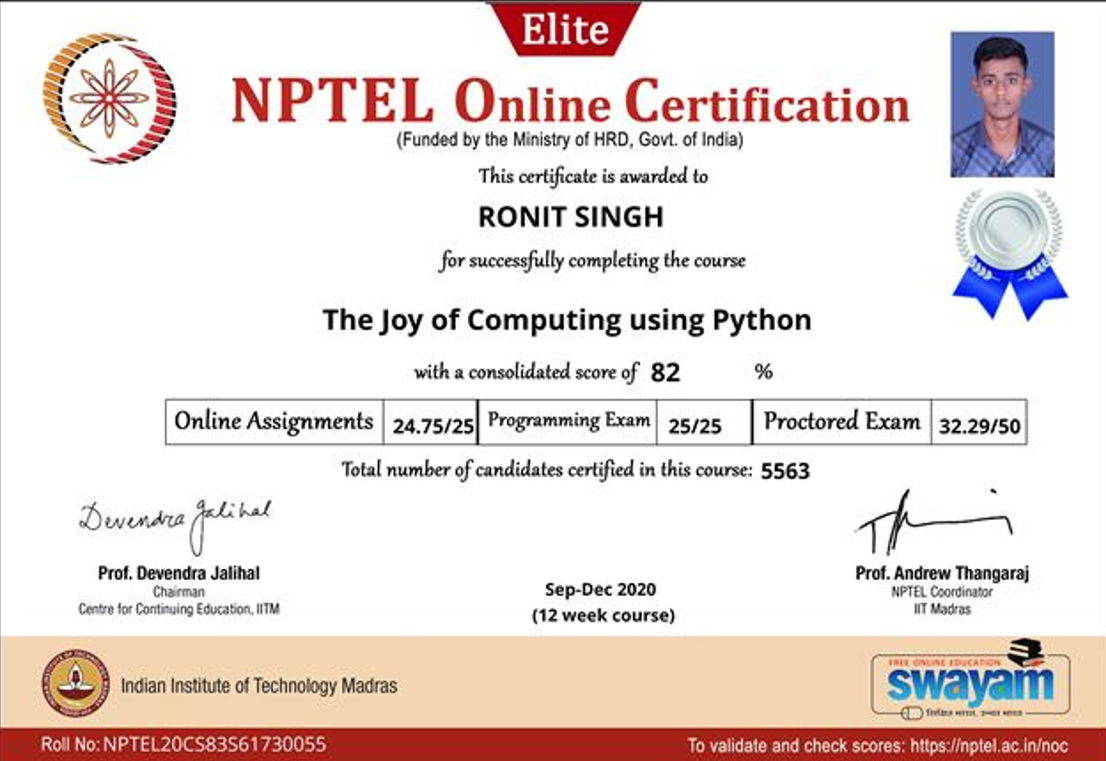 Elite
NPTEL Online Certification
(Funded by the Ministry of HRD, Govt. of India)
This certificate is awarded to
RONIT SINGH
for successfully completing the course
The Joy of Computing using Python
with a consolidated score of 82 %
Online Assignments 24.75/25 Programming Exam 25/25 Proctored Exam 32.29/50
Total number of candidates certified in this course: 5563
Devendra Jalihal
Prof. Devendra Jalihal
Chairman
Centre for Continuing Education, IITM
Sep-Dec 2020
(12 week course)
Prof. Andrew Thangaraj
NPTEL Coordinator
IIT Madras
Indian Institute of Technology Madras
FREE ONLINE EDUCATION
swayam
शिक्षित भारत, उन्नत भारत
Roll No: NPTEL20CS83S61730055
To validate and check scores: https://nptel.ac.in/noc